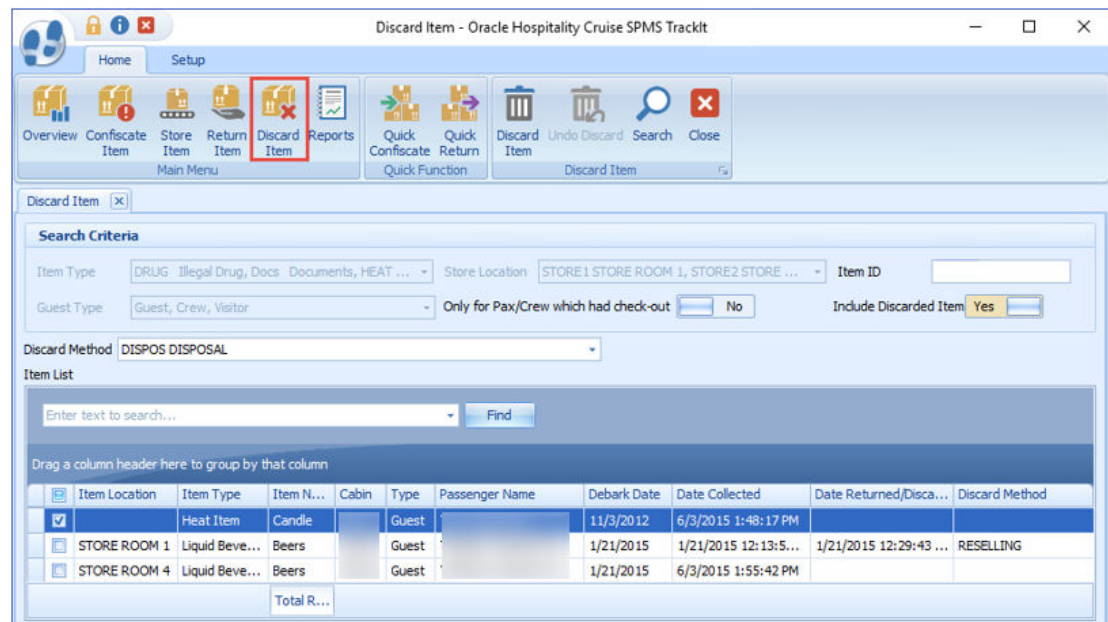 Discard Item - Oracle Hospitality Cruise SPMS TrackIt
Home Setup
Overview Confiscate Item Store Item Return Item Discard Item Reports Quick Confiscate Quick Return Discard Item Undo Discard Search Close
Main Menu Quick Function Discard Item
Discard Item
Search Criteria
Item Type DRUG Illegal Drug, Docs Documents, HEAT ... Store Location STORE1 STORE ROOM 1, STORE2 STORE ... Item ID
Guest Type Guest, Crew, Visitor Only for Pax/Crew which had check-out No Include Discarded Item Yes
Discard Method DISPOS DISPOSAL
Item List
Enter text to search... Find
Drag a column header here to group by that column
Item Location Item Type Item N... Cabin Type Passenger Name Debark Date Date Collected Date Returned/Disca... Discard Method
Heat Item Candle Guest 11/3/2012 6/3/2015 1:48:17 PM
STORE ROOM 1 Liquid Beve... Beers Guest 1/21/2015 1/21/2015 12:13:5... 1/21/2015 12:29:43 ... RESELLING
STORE ROOM 4 Liquid Beve... Beers Guest 1/21/2015 6/3/2015 1:55:42 PM
Total R...